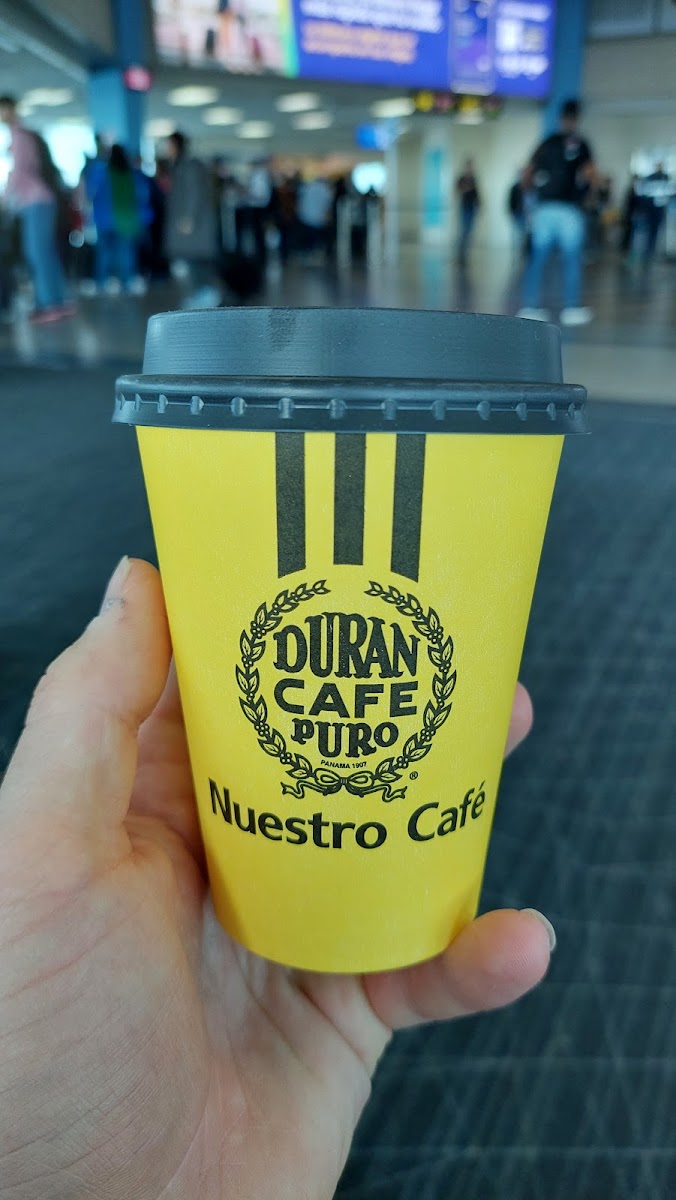 DURAN
CAFE
PURO
PANAMA 1907
®
Nuestro Café